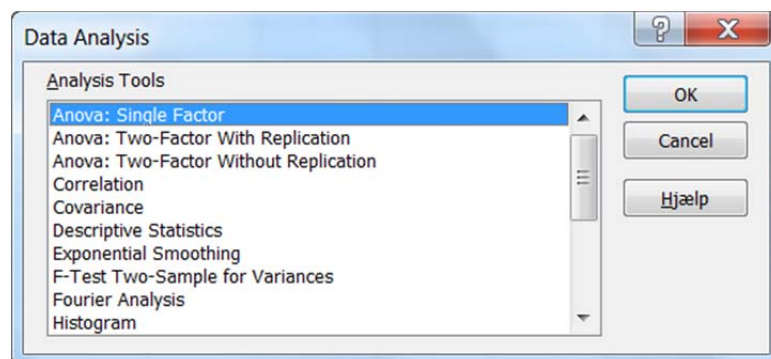 Data Analysis
Analysis Tools
Anova: Single Factor
Anova: Two-Factor With Replication
Anova: Two-Factor Without Replication
Correlation
Covariance
Descriptive Statistics
Exponential Smoothing
F-Test Two-Sample for Variances
Fourier Analysis
Histogram
OK
Cancel
Hjælp